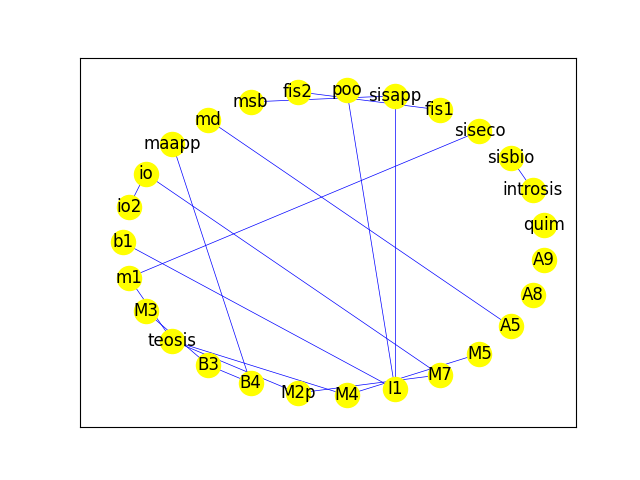 poo
fis2
sisapp
msb
fis1
md
siseco
maapp
sisbio
io
introsis
io2
quim
b1
A9
m1
A8
M3
A5
teosis
M5
B3
M7
B4
I1
M2p
M4